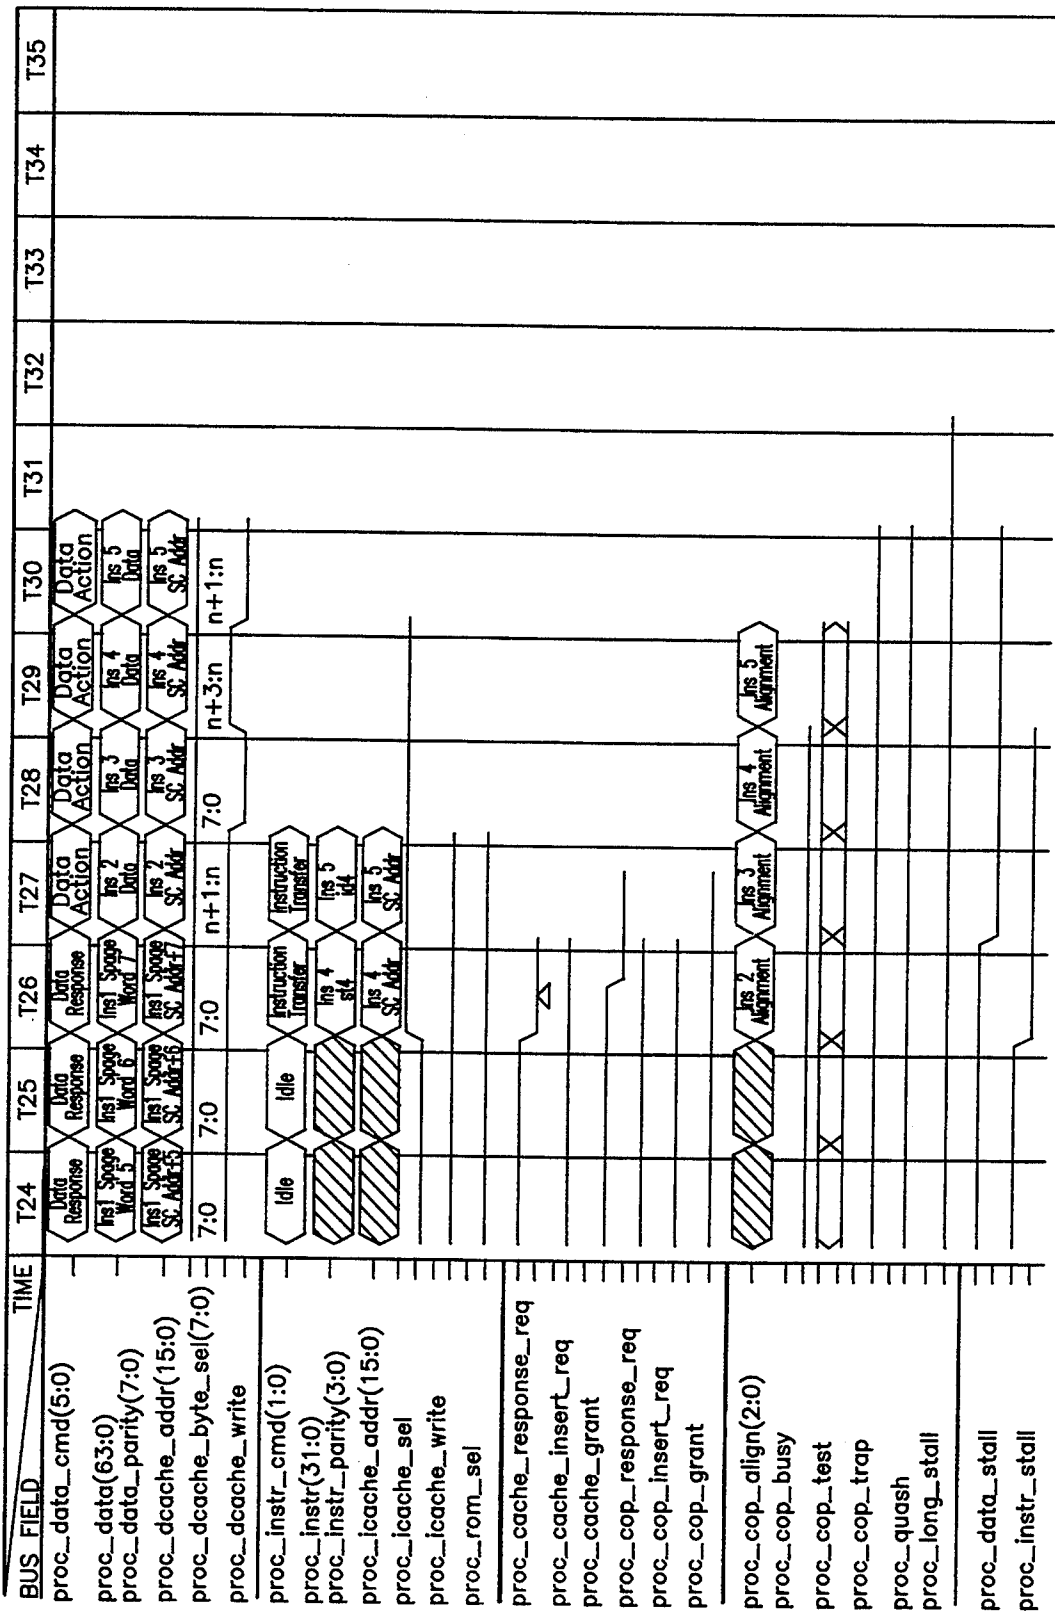 BUS FIELD TIME T24 T25 T26 T27 T28 T29 T30 T31 T32 T33 T34 T35
proc_data_cmd(5:0) Data Response Data Response Data Response Data Action Data Action Data Action Data Action
proc_data(63:0) Ins1 Spage Word 5 Ins1 Spage Word 6 Ins1 Spage Word 7 Ins 2 Data Ins 3 Data Ins 4 Data Ins 5 Data
proc_data_parity(7:0)
proc_dcache_addr(15:0) Ins1 Spage SC Addr+5 Ins1 Spage SC Addr+6 Ins1 Spage SC Addr+7 Ins 2 SC Addr Ins 3 SC Addr Ins 4 SC Addr Ins 5 SC Addr
proc_dcache_byte_sel(7:0) 7:0 7:0 7:0 n+1:n 7:0 n+3:n n+1:n
proc_dcache_write
proc_instr_cmd(1:0) Idle Idle Instruction Transfer Instruction Transfer
proc_instr(31:0) Ins 4 st4 Ins 5 id4
proc_instr_parity(3:0)
proc_icache_addr(15:0) Ins 4 SC Addr Ins 5 SC Addr
proc_icache_sel
proc_icache_write
proc_rom_sel
proc_cache_response_req
proc_cache_insert_req
proc_cache_grant
proc_cop_response_req
proc_cop_insert_req
proc_cop_grant
proc_cop_align(2:0) Ins 2 Alignment Ins 3 Alignment Ins 4 Alignment Ins 5 Alignment
proc_cop_busy
proc_cop_test
proc_cop_trap
proc_quash
proc_long_stall
proc_data_stall
proc_instr_stall